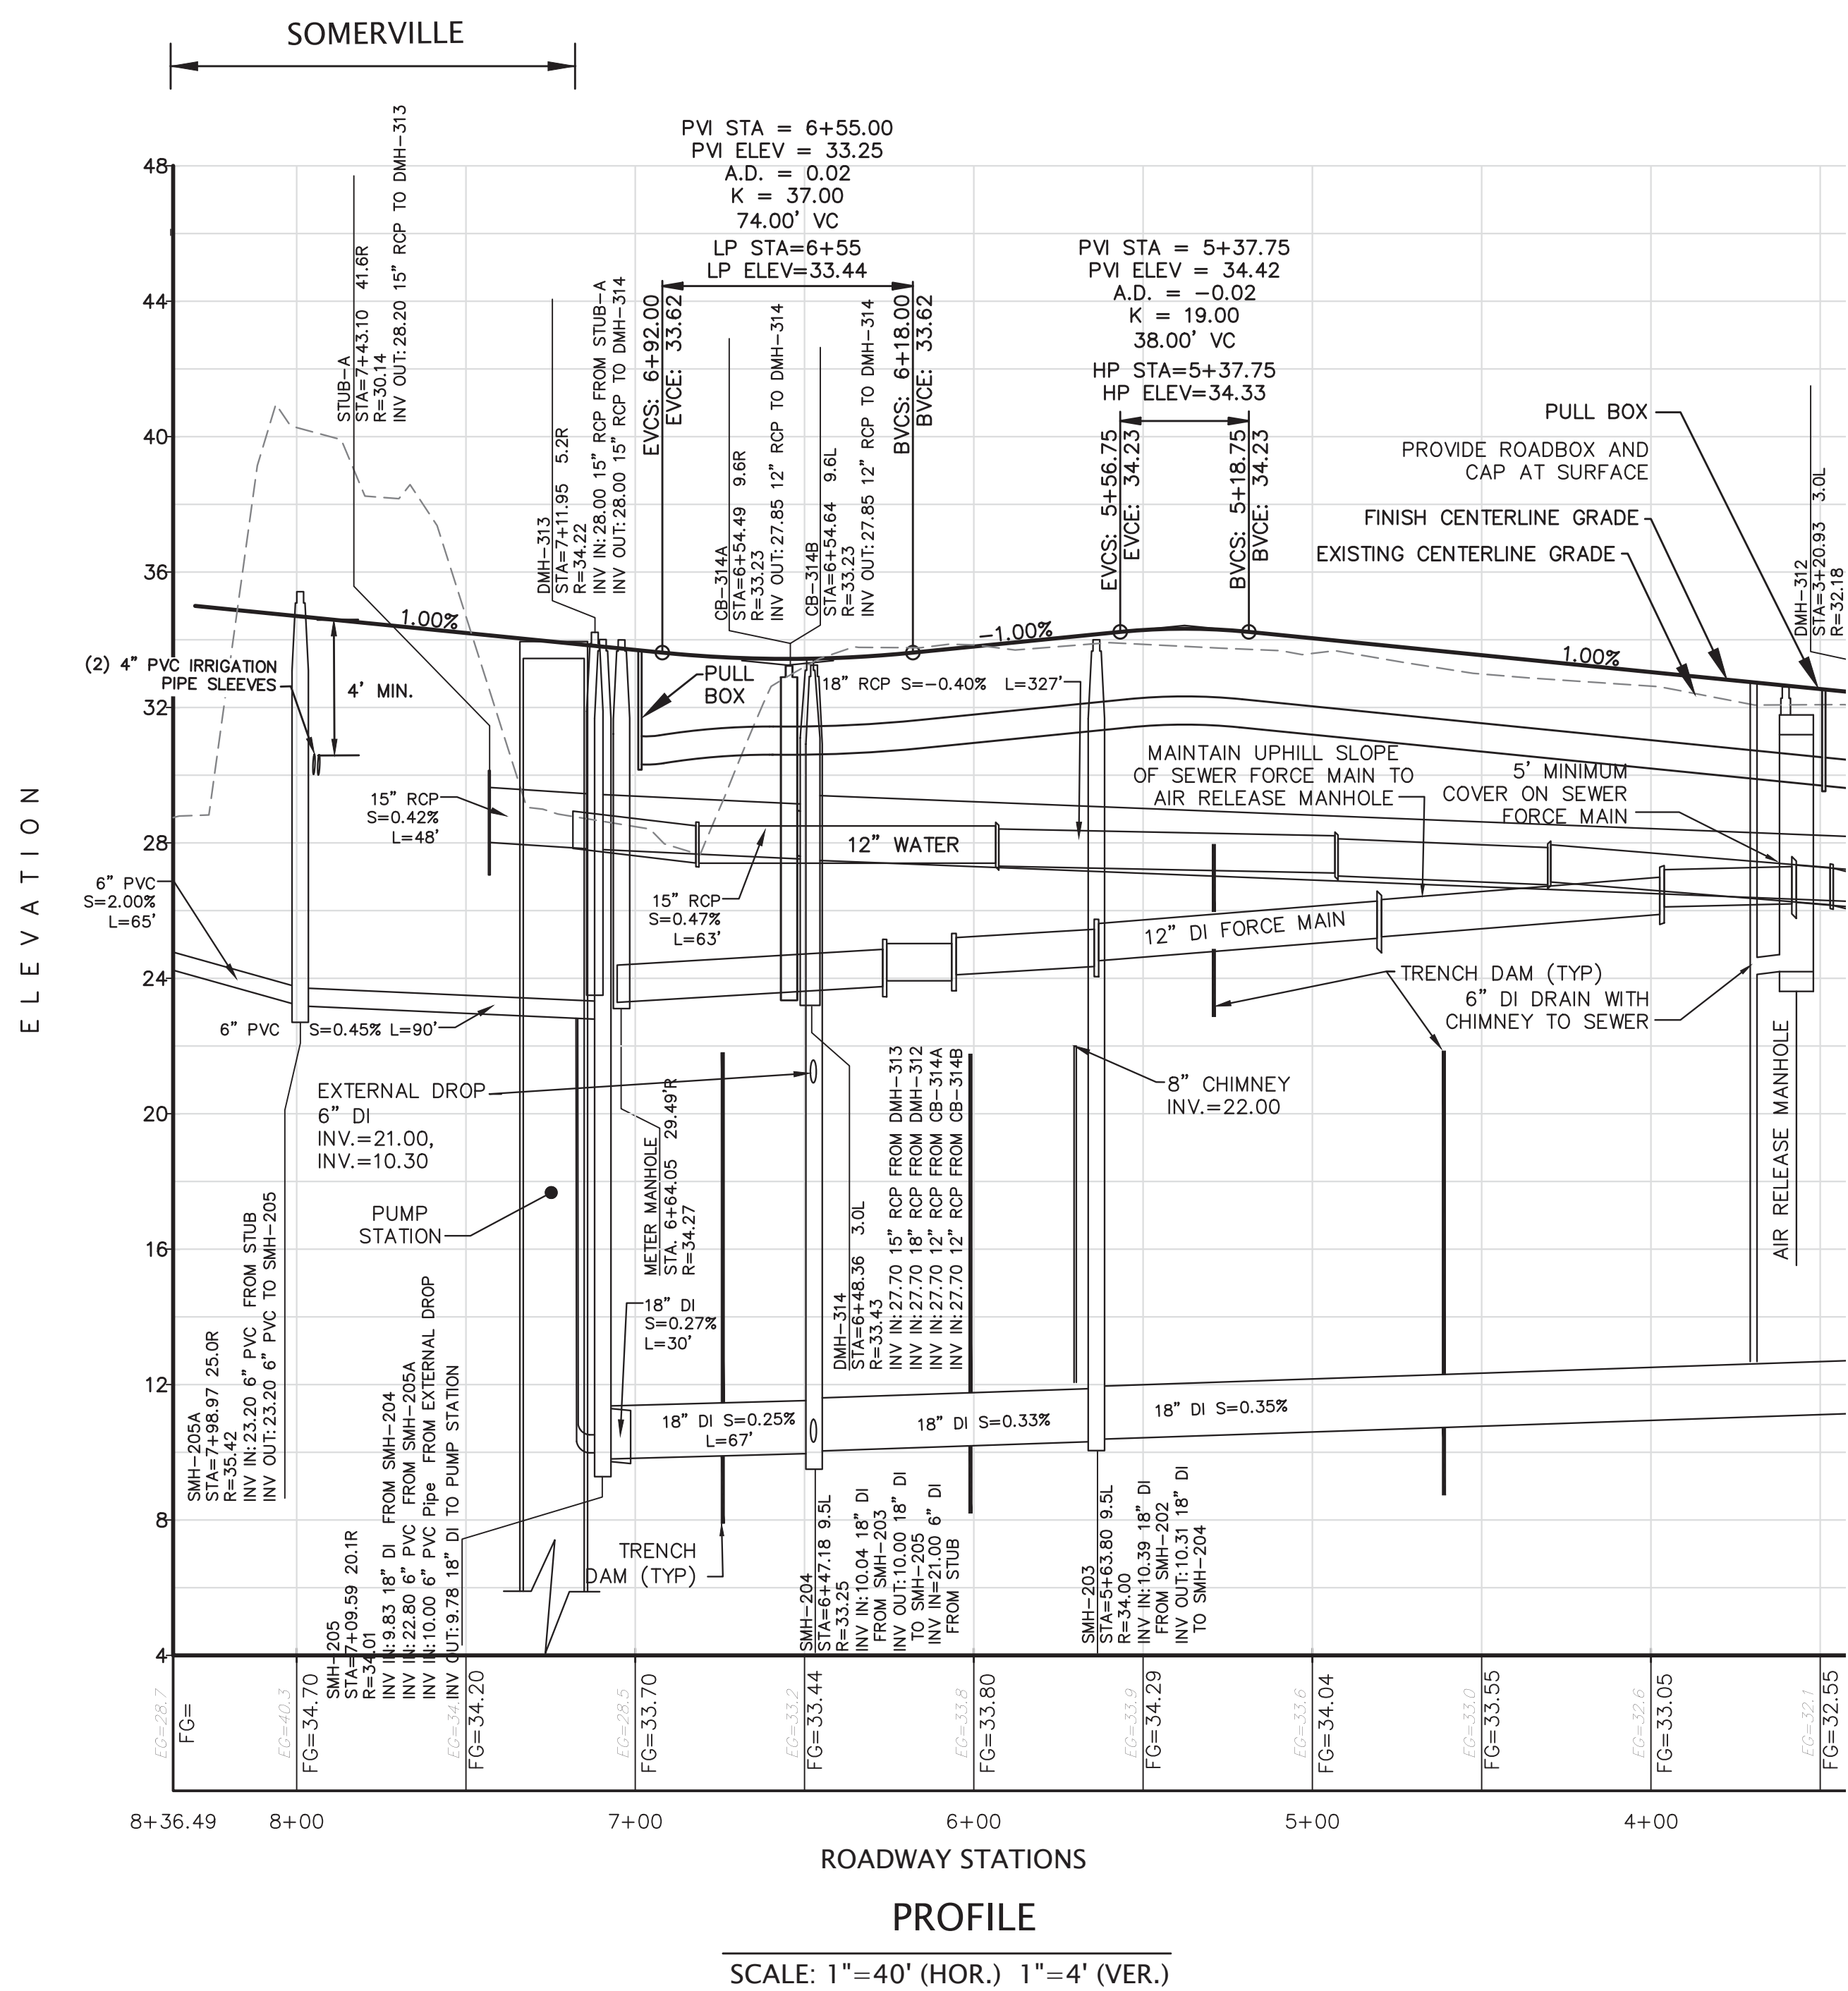 SOMERVILLE
PVI STA = 6+55.00
PVI ELEV = 33.25
A.D. = 0.02
K = 37.00
74.00' VC
LP STA=6+55
LP ELEV=33.44
PVI STA = 5+37.75
PVI ELEV = 34.42
A.D. = -0.02
K = 19.00
38.00' VC
HP STA=5+37.75
HP ELEV=34.33
EVCS: 6+92.00
EVCE: 33.62
BVCS: 6+18.00
BVCE: 33.62
EVCS: 5+56.75
EVCE: 34.23
BVCS: 5+18.75
BVCE: 34.23
STUB-A
STA=7+43.10 41.6R
R=30.14
INV OUT:28.20 15" RCP TO DMH-313
DMH-313
STA=7+11.95 5.2R
R=34.22
INV IN:28.00 15" RCP FROM STUB-A
INV OUT:28.00 15" RCP TO DMH-314
CB-314A
STA=6+54.49 9.6R
R=33.23
INV OUT:27.85 12" RCP TO DMH-314
CB-314B
STA=6+54.64 9.6L
R=33.23
INV OUT:27.85 12" RCP TO DMH-314
PULL BOX
PROVIDE ROADBOX AND
CAP AT SURFACE
FINISH CENTERLINE GRADE
EXISTING CENTERLINE GRADE
DMH-312
STA=3+20.93 3.0L
R=32.18
48
44
40
36
32
28
24
20
16
12
8
4
ELEVATION
1.00%
-1.00%
1.00%
(2) 4" PVC IRRIGATION
PIPE SLEEVES
4' MIN.
PULL
BOX
18" RCP S=-0.40% L=327'
MAINTAIN UPHILL SLOPE
OF SEWER FORCE MAIN TO
AIR RELEASE MANHOLE
5' MINIMUM
COVER ON SEWER
FORCE MAIN
15" RCP
S=0.42%
L=48'
12" WATER
6" PVC
S=2.00%
L=65'
15" RCP
S=0.47%
L=63'
12" DI FORCE MAIN
TRENCH DAM (TYP)
6" DI DRAIN WITH
CHIMNEY TO SEWER
6" PVC S=0.45% L=90'
EXTERNAL DROP
6" DI
INV.=21.00,
INV.=10.30
8" CHIMNEY
INV.=22.00
AIR RELEASE MANHOLE
PUMP
STATION
METER MANHOLE
STA. 6+64.05 29.49'R
R=34.27
DMH-314
STA=6+48.36 3.0L
R=33.43
INV IN:27.70 15" RCP FROM DMH-313
INV IN:27.70 18" RCP FROM DMH-312
INV IN:27.70 12" RCP FROM CB-314A
INV IN:27.70 12" RCP FROM CB-314B
18" DI
S=0.27%
L=30'
18" DI S=0.25%
L=67'
18" DI S=0.33%
18" DI S=0.35%
SMH-205A
STA=7+98.97 25.0R
R=35.42
INV IN:23.20 6" PVC FROM STUB
INV OUT:23.20 6" PVC TO SMH-205
SMH-205
STA=7+09.59 20.1R
R=34.01
INV IN:9.83 18" DI FROM SMH-204
INV IN:22.80 6" PVC FROM SMH-205A
INV IN:10.00 6" PVC Pipe FROM EXTERNAL DROP
INV OUT:9.78 18" DI TO PUMP STATION
TRENCH
DAM (TYP)
SMH-204
STA=6+47.18 9.5L
R=33.25
INV IN:10.04 18" DI
FROM SMH-203
INV OUT:10.00 18" DI
TO SMH-205
INV IN=21.00 6" DI
FROM STUB
SMH-203
STA=5+63.80 9.5L
R=34.00
INV IN:10.39 18" DI
FROM SMH-202
INV OUT:10.31 18" DI
TO SMH-204
EG=28.7
FG=
EG=40.3
FG=34.70
FG=34.20
EG=28.5
FG=33.70
EG=33.2
FG=33.44
EG=33.8
FG=33.80
EG=33.9
FG=34.29
EG=33.6
FG=34.04
EG=33.0
FG=33.55
EG=32.6
FG=33.05
EG=32.1
FG=32.55
8+36.49
8+00
7+00
6+00
5+00
4+00
ROADWAY STATIONS
PROFILE
SCALE: 1"=40' (HOR.) 1"=4' (VER.)